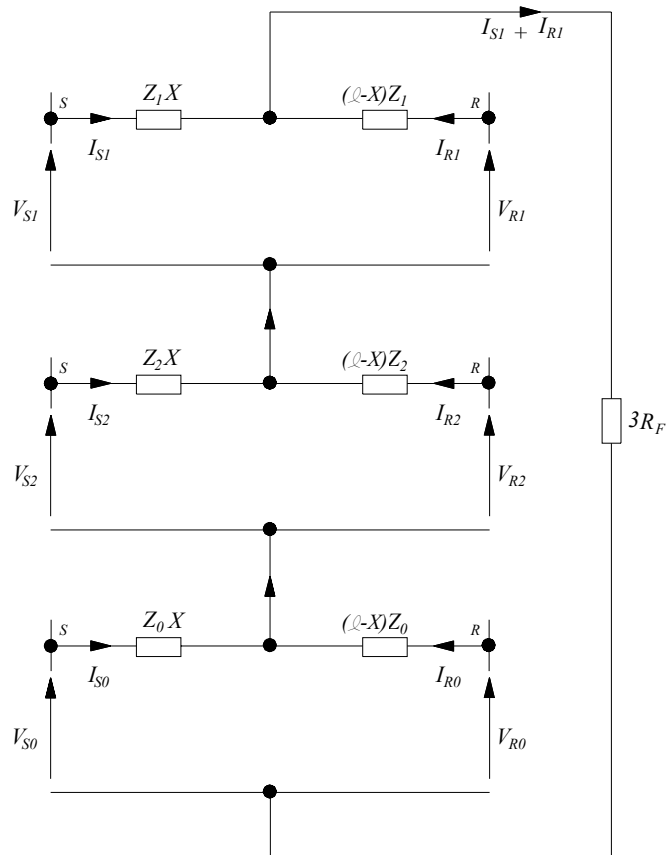 I_{S1} + I_{R1}
S Z_1X (ℓ-X)Z_1 R
I_{S1} I_{R1}
V_{S1} V_{R1}
S Z_2X (ℓ-X)Z_2 R
I_{S2} I_{R2}
3R_F
V_{S2} V_{R2}
S Z_0X (ℓ-X)Z_0 R
I_{S0} I_{R0}
V_{S0} V_{R0}